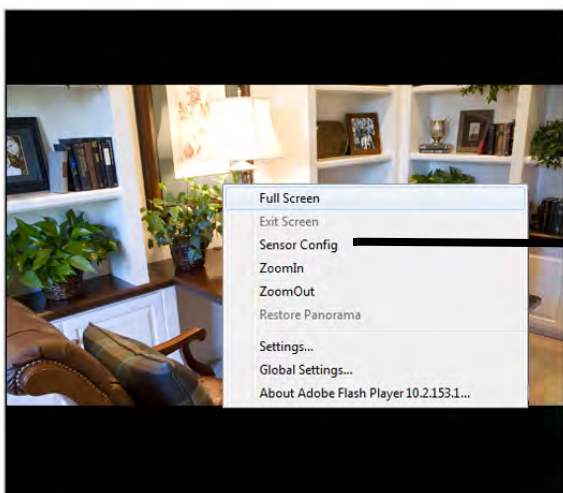 Full Screen
Exit Screen
Sensor Config
ZoomIn
ZoomOut
Restore Panorama
Settings...
Global Settings...
About Adobe Flash Player 10.2.153.1...